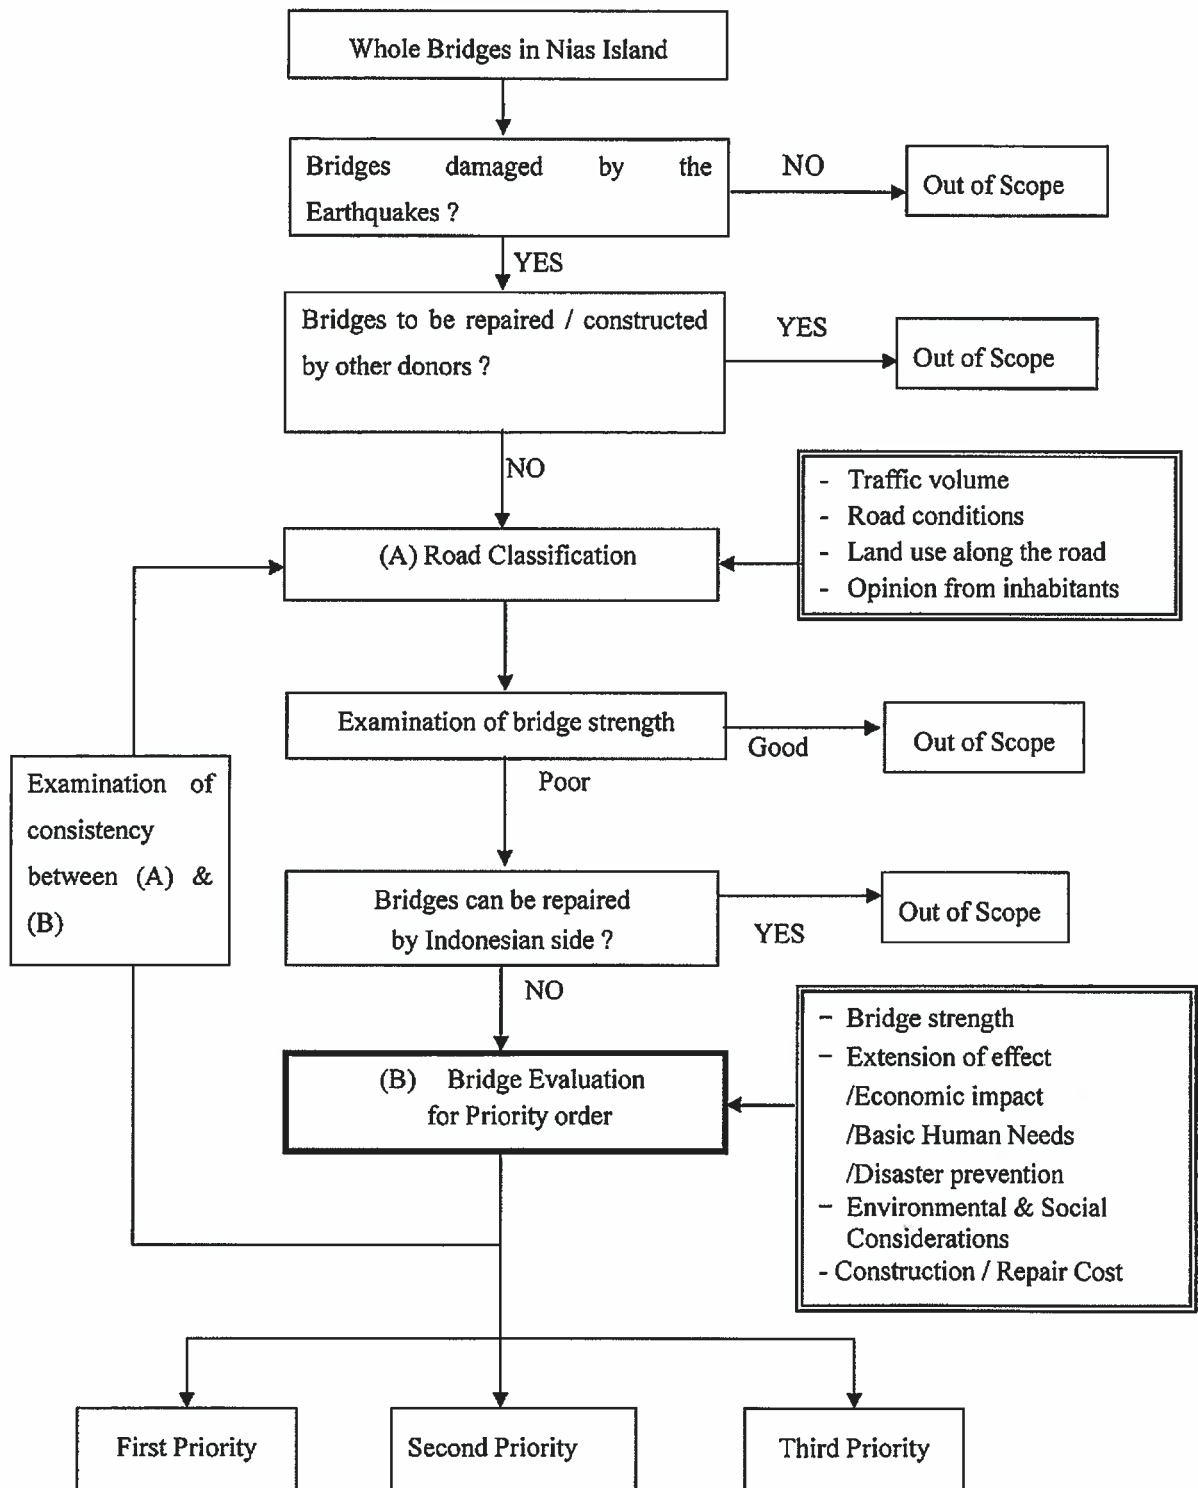 Whole Bridges in Nias Island
Bridges damaged by the
Earthquakes ?
NO
Out of Scope
YES
Bridges to be repaired / constructed
by other donors ?
YES
Out of Scope
NO
- Traffic volume
- Road conditions
- Land use along the road
- Opinion from inhabitants
(A) Road Classification
Examination of bridge strength
Good
Out of Scope
Poor
Examination of
consistency
between (A) &
(B)
Bridges can be repaired
by Indonesian side ?
YES
Out of Scope
NO
(B) Bridge Evaluation
for Priority order
- Bridge strength
- Extension of effect
/Economic impact
/Basic Human Needs
/Disaster prevention
- Environmental & Social
Considerations
- Construction / Repair Cost
First Priority
Second Priority
Third Priority